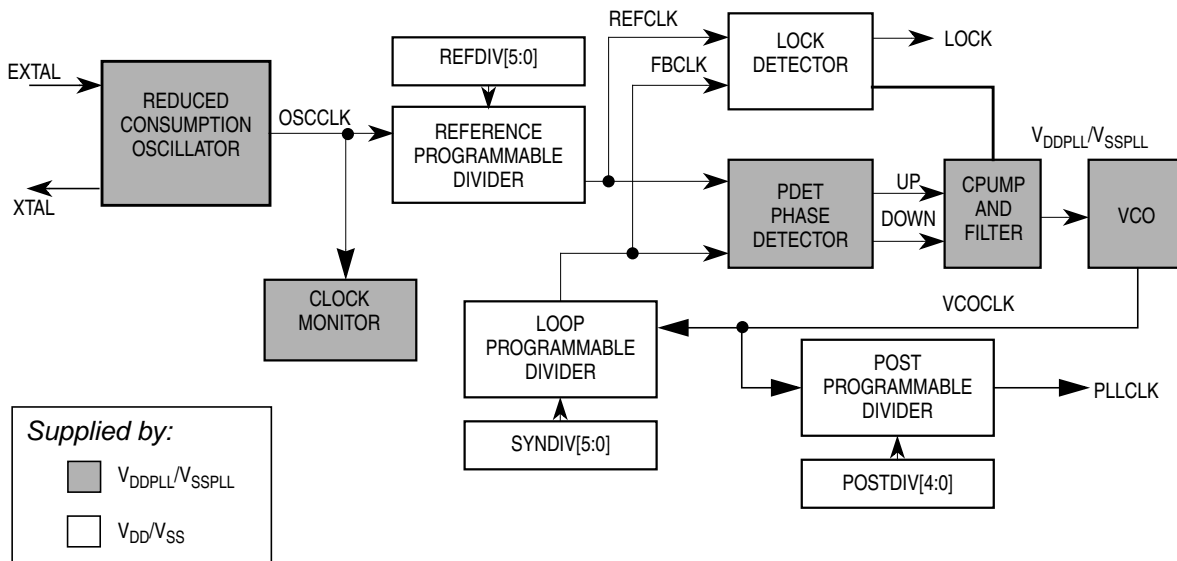 REFCLK
LOCK
DETECTOR
LOCK
REFDIV[5:0]
FBCLK
EXTAL
REDUCED
CONSUMPTION
OSCILLATOR
OSCCLK
REFERENCE
PROGRAMMABLE
DIVIDER
XTAL
VDDPLL/VSSPLL
PDET
PHASE
DETECTOR
UP
DOWN
CPUMP
AND
FILTER
VCO
CLOCK
MONITOR
LOOP
PROGRAMMABLE
DIVIDER
VCOCLK
POST
PROGRAMMABLE
DIVIDER
PLLCLK
SYNDIV[5:0]
POSTDIV[4:0]
Supplied by:
VDDPLL/VSSPLL
VDD/VSS